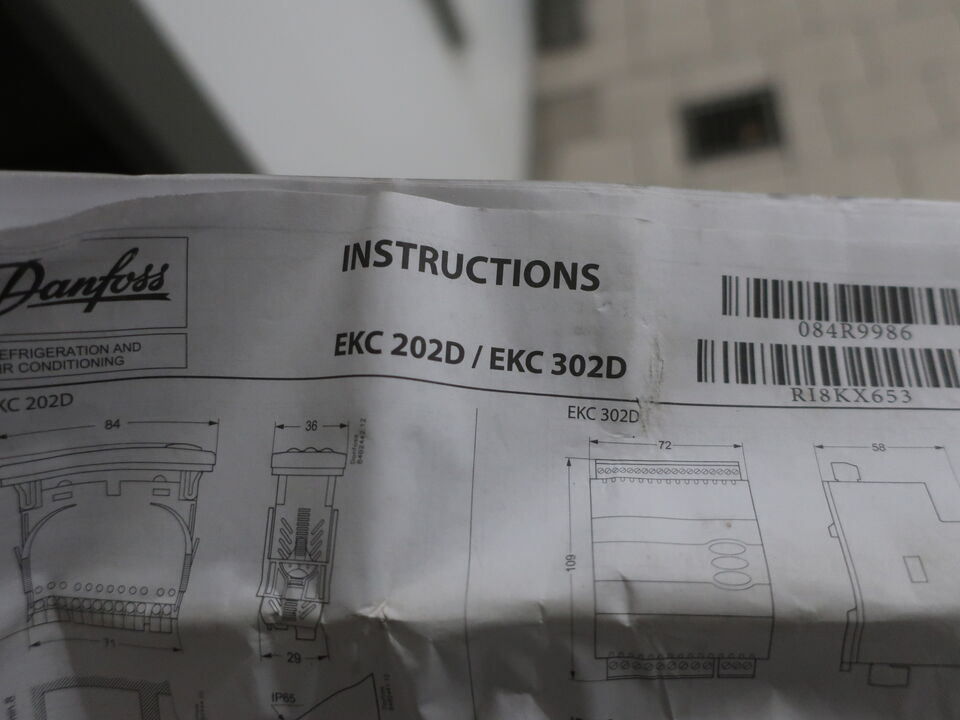 Danfoss
INSTRUCTIONS
084R9986
EFRIGERATION AND
IR CONDITIONING
EKC 202D / EKC 302D
RI8KX653
KC 202D
EKC 302D
84
36
72
58
Danfoss
109
71
29
IP65